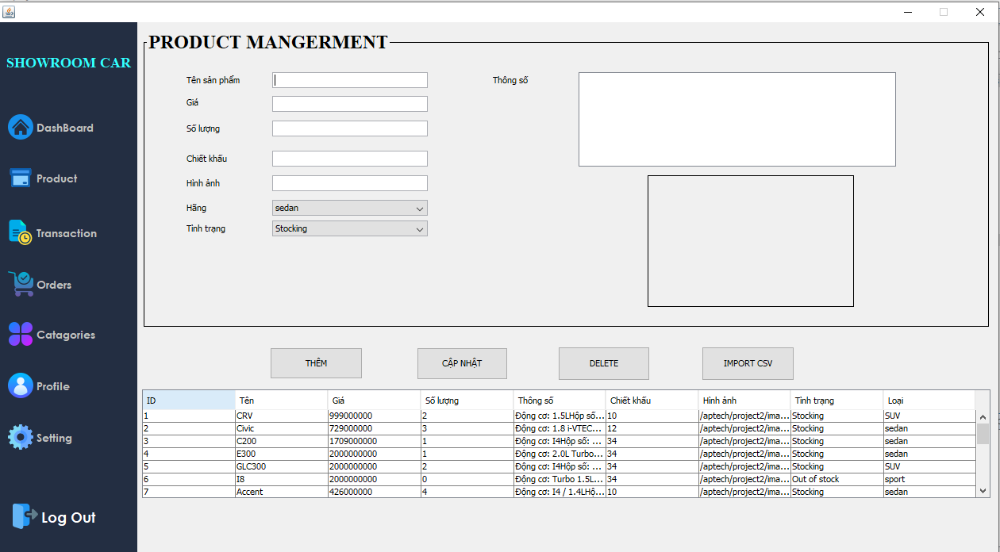 SHOWROOM CAR
DashBoard
Product
Transaction
Orders
Catagories
Profile
Setting
Log Out
PRODUCT MANGERMENT
Tên sản phẩm
Giá
Số lượng
Chiết khấu
Hình ảnh
Hãng sedan
Tình trạng Stocking
Thông số
THÊM CẬP NHẬT DELETE IMPORT CSV
ID Tên Giá Số lượng Thông số Chiết khấu Hình ảnh Tình trạng Loại
1 CRV 999000000 2 Động cơ: 1.5LHộp số... 10 /aptech/project2/ima... Stocking SUV
2 Civic 729000000 3 Động cơ: 1.8 i-VTEC... 12 /aptech/project2/ima... Stocking sedan
3 C200 1709000000 1 Động cơ: I4Hộp số: ... 34 /aptech/project2/ima... Stocking sedan
4 E300 2000000000 1 Động cơ: 2.0L Turbo... 34 /aptech/project2/ima... Stocking sedan
5 GLC300 2000000000 2 Động cơ: I4Hộp số: ... 34 /aptech/project2/ima... Stocking SUV
6 I8 2000000000 0 Động cơ: Turbo 1.5L... 34 /aptech/project2/ima... Out of stock sport
7 Accent 426000000 4 Động cơ: I4 / 1.4LHộ... 10 /aptech/project2/ima... Stocking sedan